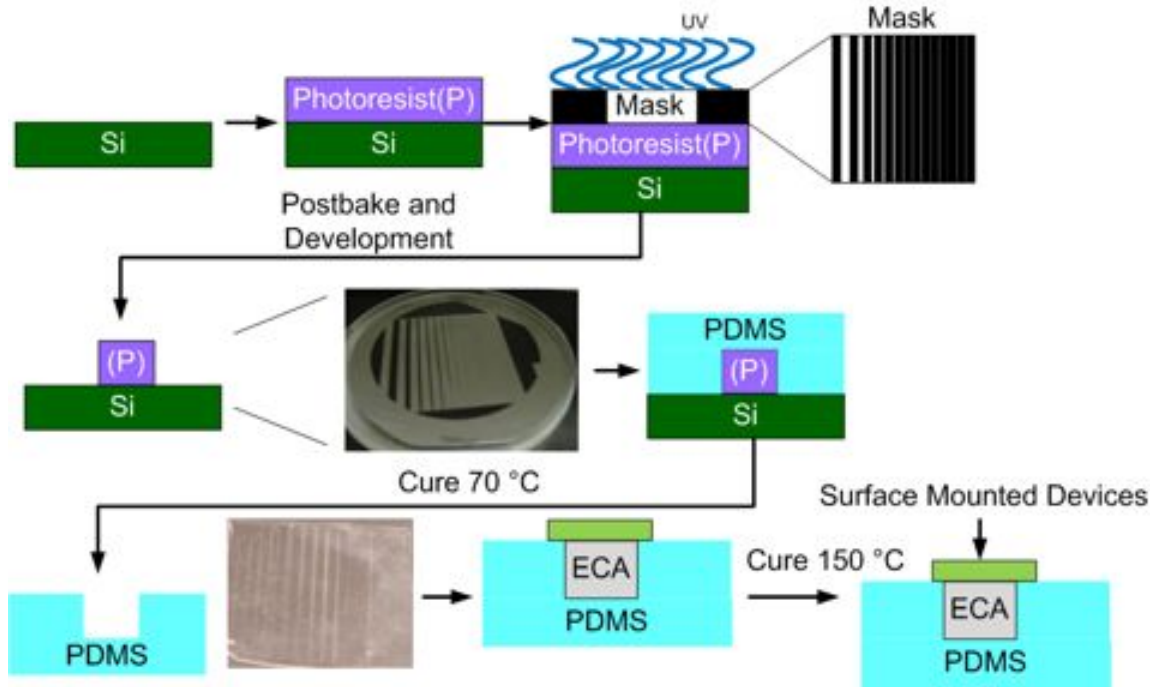 UV
Mask
Photoresist(P)
Mask
Si
Si
Photoresist(P)
Si
Postbake and
Development
PDMS
(P)
(P)
Si
Si
Cure 70 °C
Surface Mounted Devices
ECA
Cure 150 °C
ECA
PDMS
PDMS
PDMS